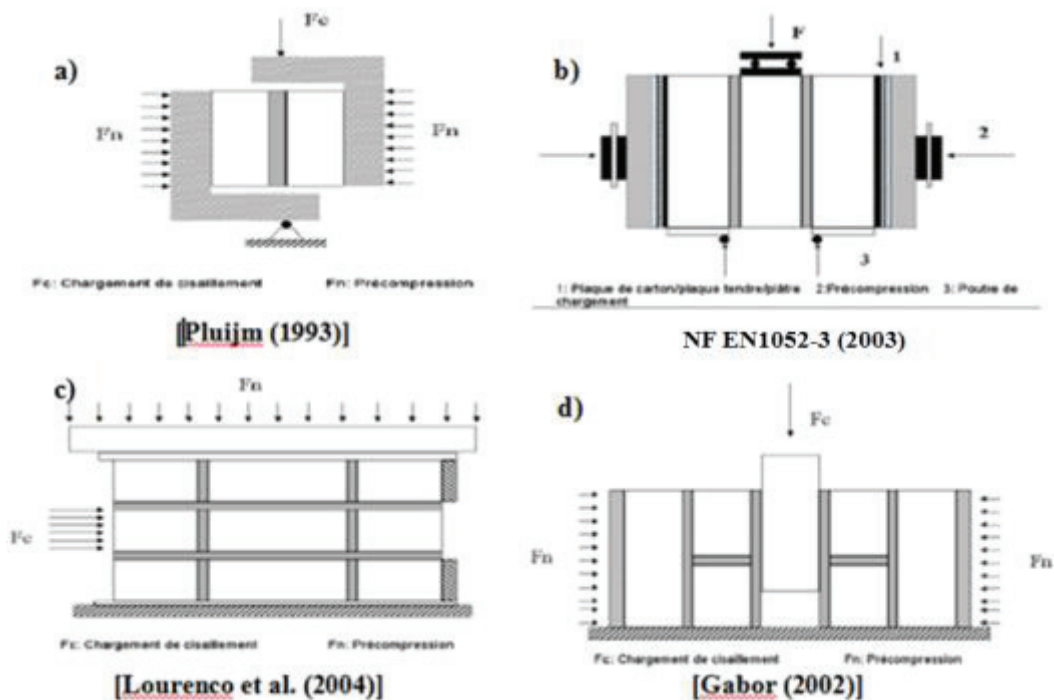 a)
Fc
Fn
Fn
Fc: Chargement de cisaillement Fn: Précompression
[Pluijm (1993)]
b)
F
1
2
3
1: Plaque de carton/plaque tendre/plâtre 2:Précompression 3: Poutre de
chargement
NF EN1052-3 (2003)
c)
Fn
Fc
Fc: Chargement de cisaillement Fn: Précompression
[Lourenco et al. (2004)]
d)
Fc
Fn
Fn
Fc: Chargement de cisaillement Fn: Précompression
[Gabor (2002)]